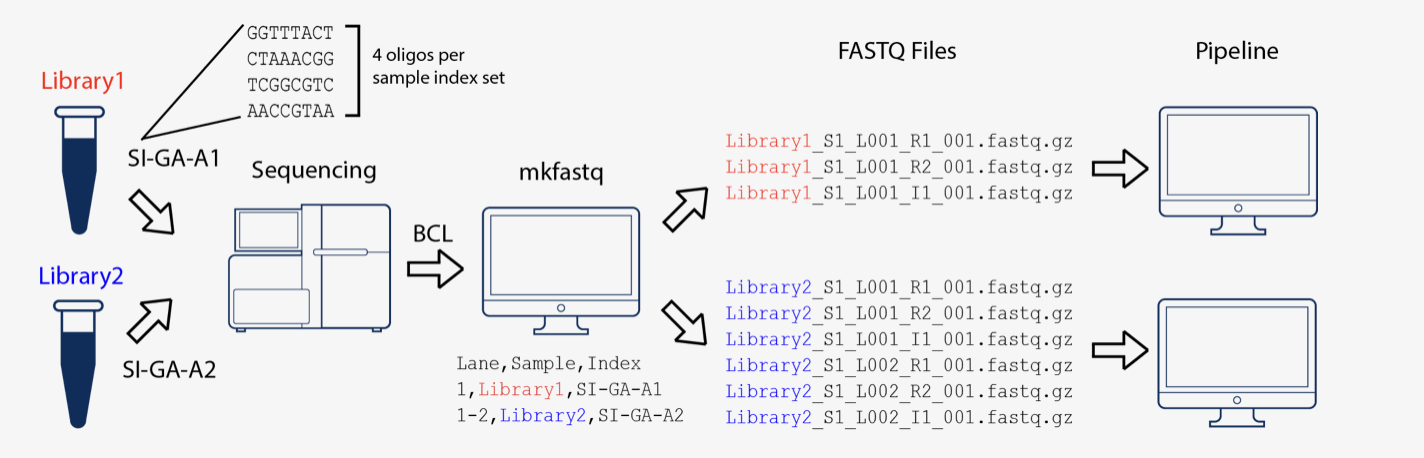 GGTTTACT
CTAAACGG
TCGGCGTC
AACCGTAA
4 oligos per
sample index set
Library1
SI-GA-A1
Library2
SI-GA-A2
Sequencing
BCL
mkfastq
Lane,Sample,Index
1,Library1,SI-GA-A1
1-2,Library2,SI-GA-A2
FASTQ Files
Library1_S1_L001_R1_001.fastq.gz
Library1_S1_L001_R2_001.fastq.gz
Library1_S1_L001_I1_001.fastq.gz
Library2_S1_L001_R1_001.fastq.gz
Library2_S1_L001_R2_001.fastq.gz
Library2_S1_L001_I1_001.fastq.gz
Library2_S1_L002_R1_001.fastq.gz
Library2_S1_L002_R2_001.fastq.gz
Library2_S1_L002_I1_001.fastq.gz
Pipeline